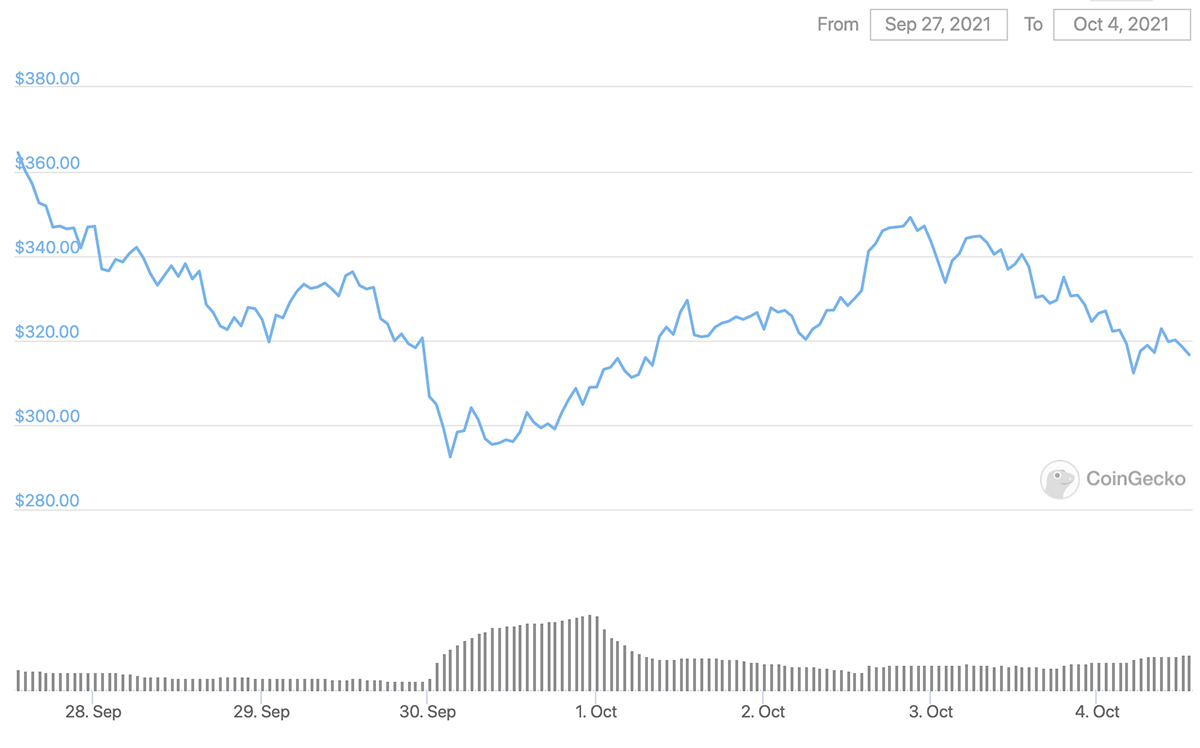 From Sep 27, 2021 To Oct 4, 2021
$380.00
$360.00
$340.00
$320.00
$300.00
$280.00
CoinGecko
28. Sep 29. Sep 30. Sep 1. Oct 2. Oct 3. Oct 4. Oct